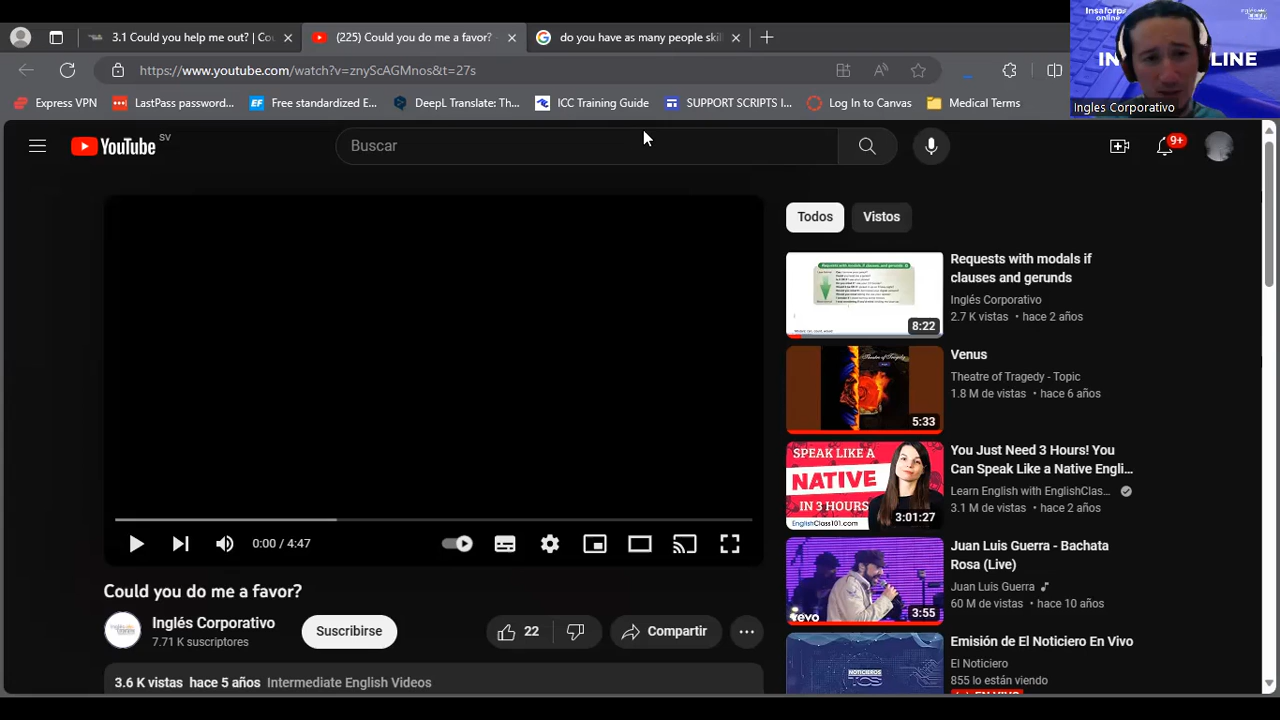 3.1 Could you help me out? | Cou
(225) Could you do me a favor? -
do you have as many people skil
https://www.youtube.com/watch?v=znyScAGMnos&t=27s
Express VPN
LastPass password...
Free standardized E...
DeepL Translate: Th...
ICC Training Guide
SUPPORT SCRIPTS I...
Log In to Canvas
Medical Terms
Insaforp
online
LINE
Ingles Corporativo
YouTube
SV
Buscar
9+
Todos
Vistos
Requests with modals if
clauses and gerunds
Inglés Corporativo
2.7 K vistas • hace 2 años
8:22
Venus
Theatre of Tragedy - Topic
1.8 M de vistas • hace 6 años
5:33
SPEAK LIKE A
NATIVE
IN 3 HOURS
EnglishClass101.com
3:01:27
You Just Need 3 Hours! You
Can Speak Like a Native Engli...
Learn English with EnglishClas...
3.1 M de vistas • hace 2 años
Juan Luis Guerra - Bachata
Rosa (Live)
Juan Luis Guerra
60 M de vistas • hace 10 años
vevo
3:55
Emisión de El Noticiero En Vivo
El Noticiero
855 lo están viendo
EN VIVO
NOTICIEROS
0:00 / 4:47
Could you do me a favor?
Inglés Corporativo
7.71 K suscriptores
Suscribirse
22
Compartir
3.6 K vistas hace 5 años Intermediate English Videos